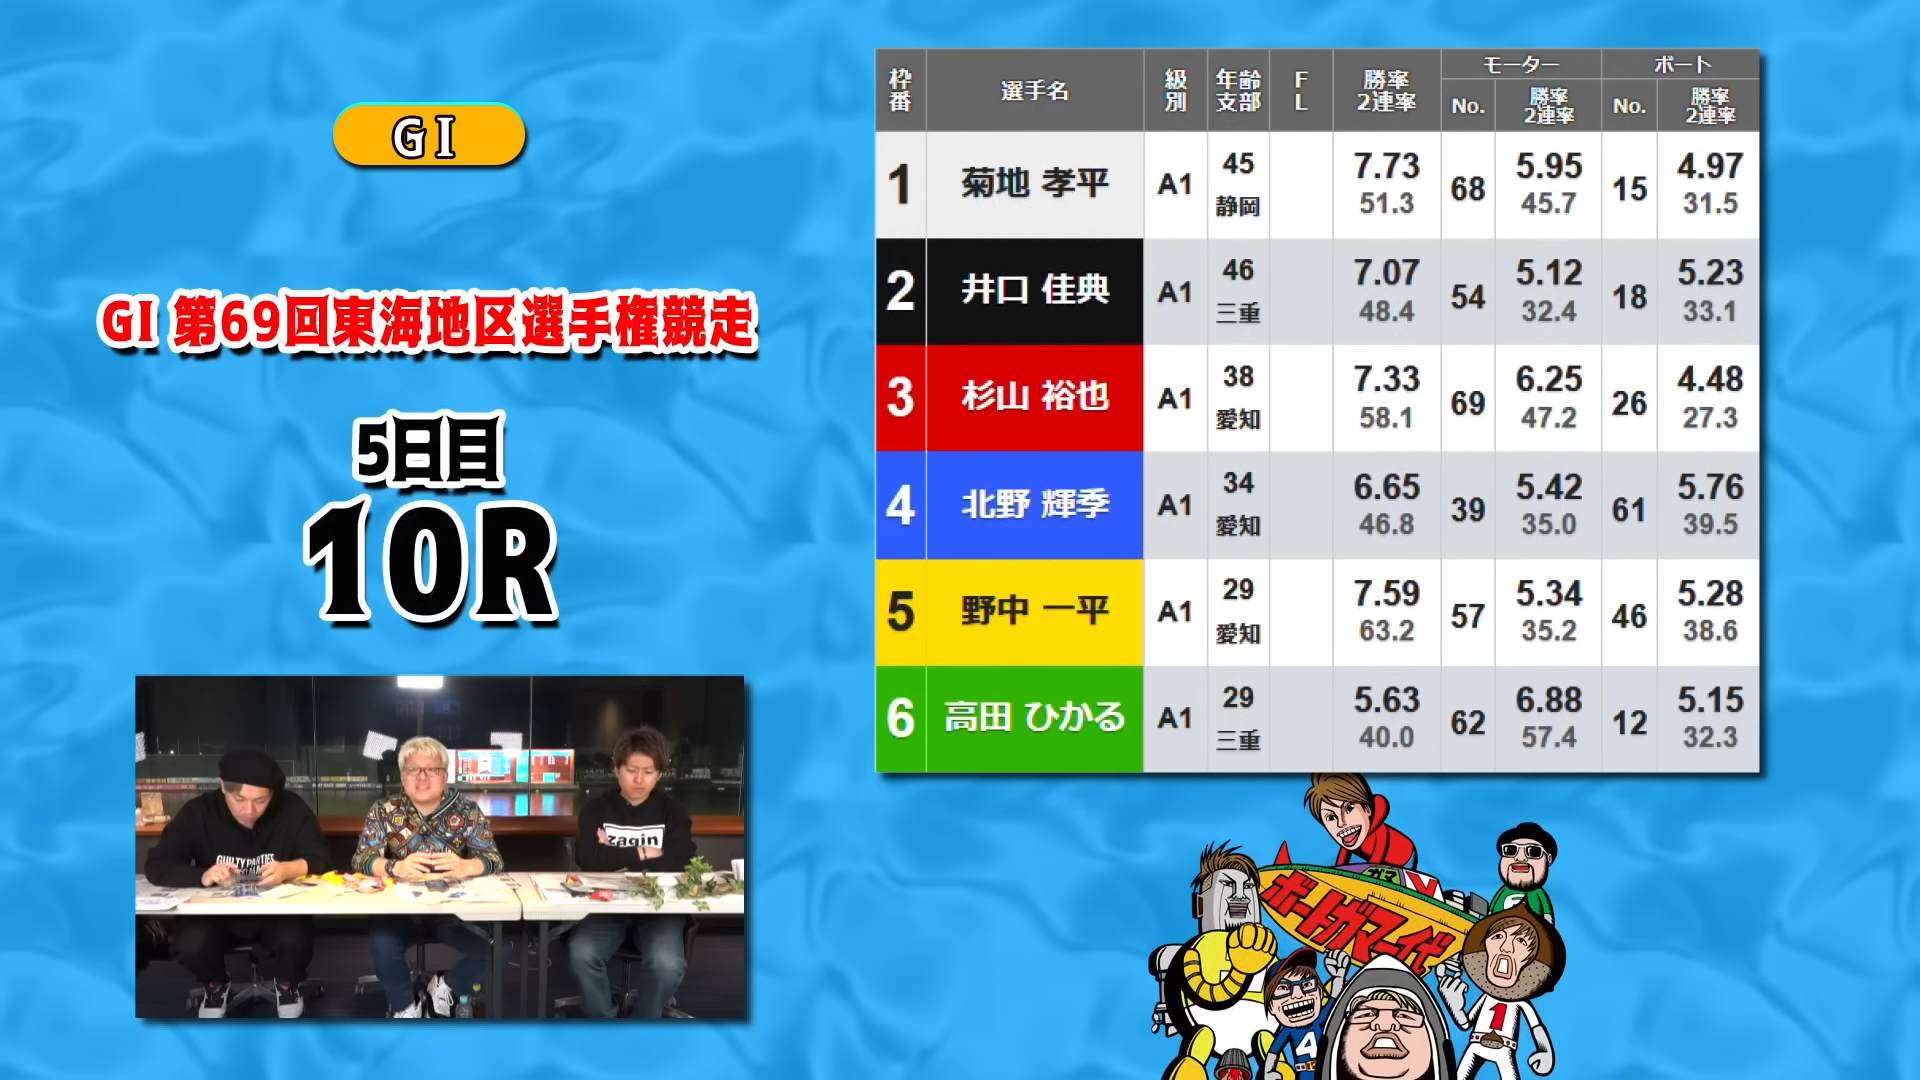 GI
GI 第69回東海地区選手権競走
5日目
10R
枠番 選手名 級別 年齢支部 FL 勝率2連率 モーター ボート
No. 勝率2連率 No. 勝率2連率
1 菊地 孝平 A1 45 静岡 7.73 51.3 68 5.95 45.7 15 4.97 31.5
2 井口 佳典 A1 46 三重 7.07 48.4 54 5.12 32.4 18 5.23 33.1
3 杉山 裕也 A1 38 愛知 7.33 58.1 69 6.25 47.2 26 4.48 27.3
4 北野 輝季 A1 34 愛知 6.65 46.8 39 5.42 35.0 61 5.76 39.5
5 野中 一平 A1 29 愛知 7.59 63.2 57 5.34 35.2 46 5.28 38.6
6 高田 ひかる A1 29 三重 5.63 40.0 62 6.88 57.4 12 5.15 32.3
GUILTY PARTIES
zagin
ガマ
ボートガマ一代
4
1